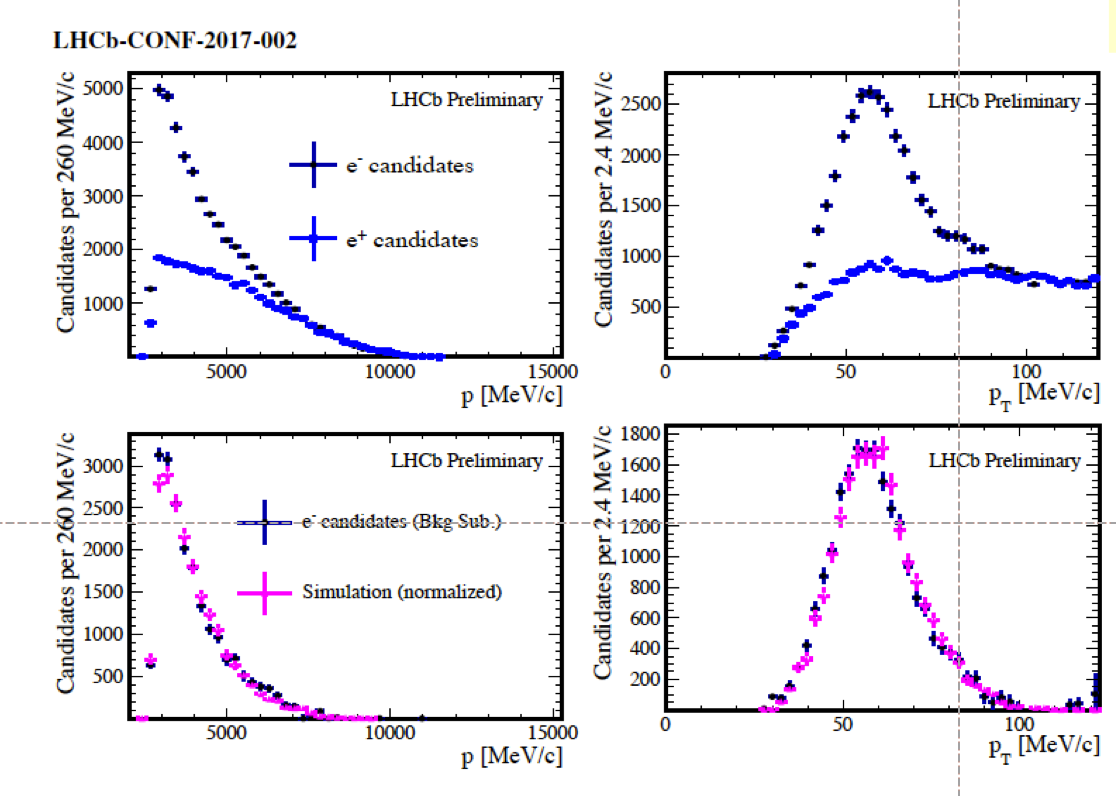 LHCb-CONF-2017-002
Candidates per 260 MeV/c
5000
4000
3000
2000
1000
LHCb Preliminary
e⁻ candidates
e⁺ candidates
5000 10000 15000
p [MeV/c]
Candidates per 2.4 MeV/c
2500
2000
1500
1000
500
LHCb Preliminary
0 50 100
p_T [MeV/c]
Candidates per 260 MeV/c
3000
2500
2000
1500
1000
500
LHCb Preliminary
e⁻ candidates (Bkg Sub.)
Simulation (normalized)
5000 10000 15000
p [MeV/c]
Candidates per 2.4 MeV/c
1800
1600
1400
1200
1000
800
600
400
200
LHCb Preliminary
0 50 100
p_T [MeV/c]